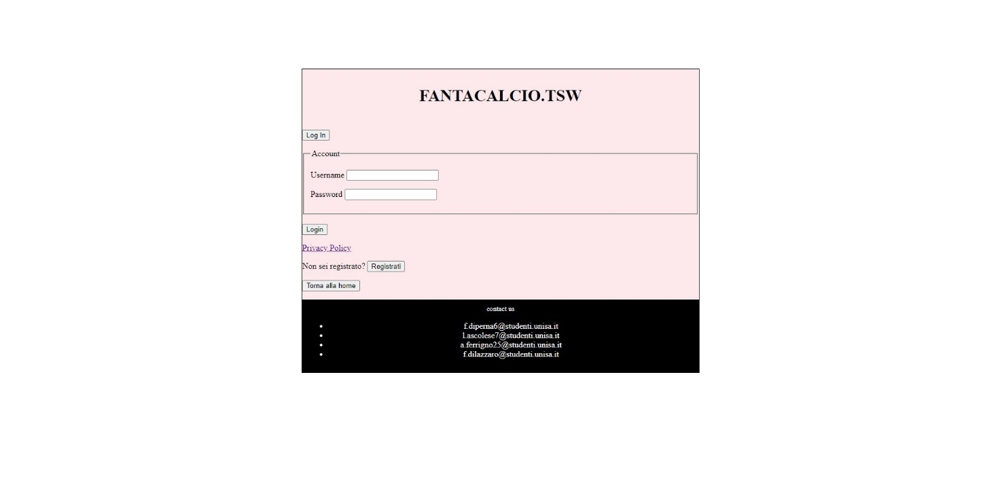 FANTACALCIO.TSW
Log In
Account
Username
Password
Login
Privacy Policy
Non sei registrato? Registrati
Torna alla home
contact us
f.diperna6@studenti.unisa.it
l.ascolese7@studenti.unisa.it
a.ferrigno25@studenti.unisa.it
f.dilazzaro@studenti.unisa.it